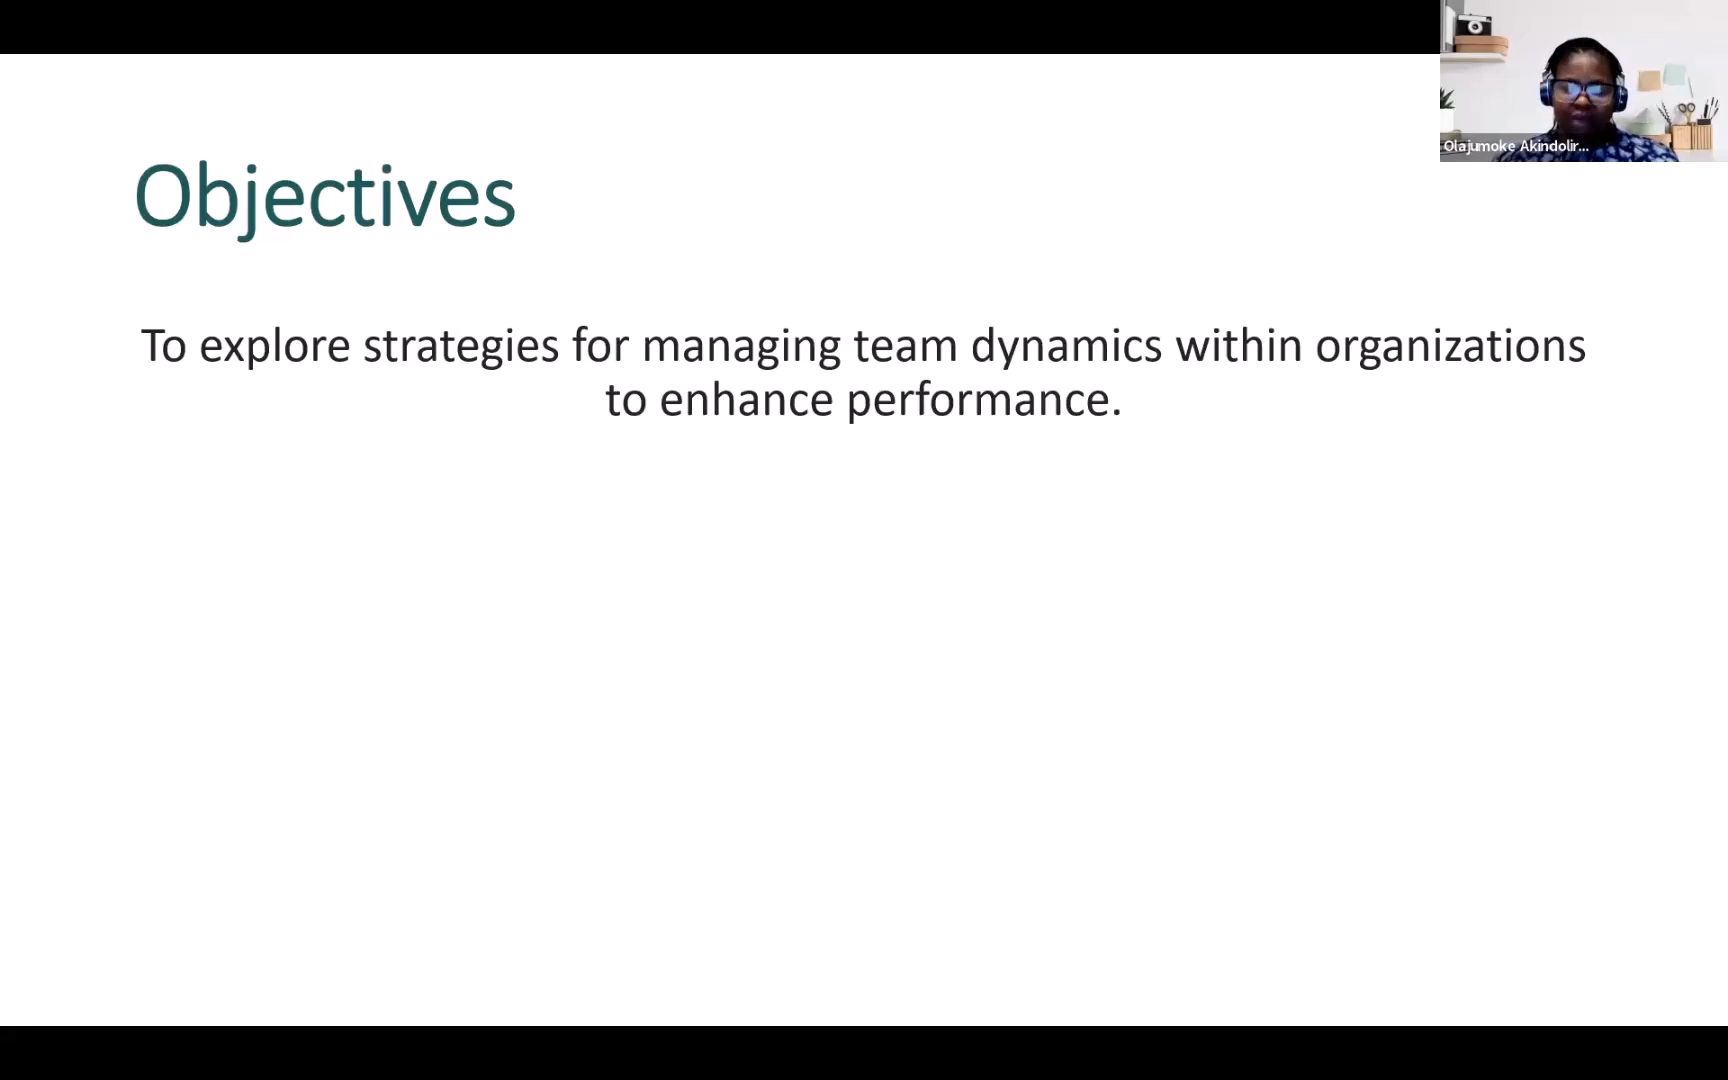 Objectives
To explore strategies for managing team dynamics within organizations
to enhance performance.
Olajumoke Akindolir...